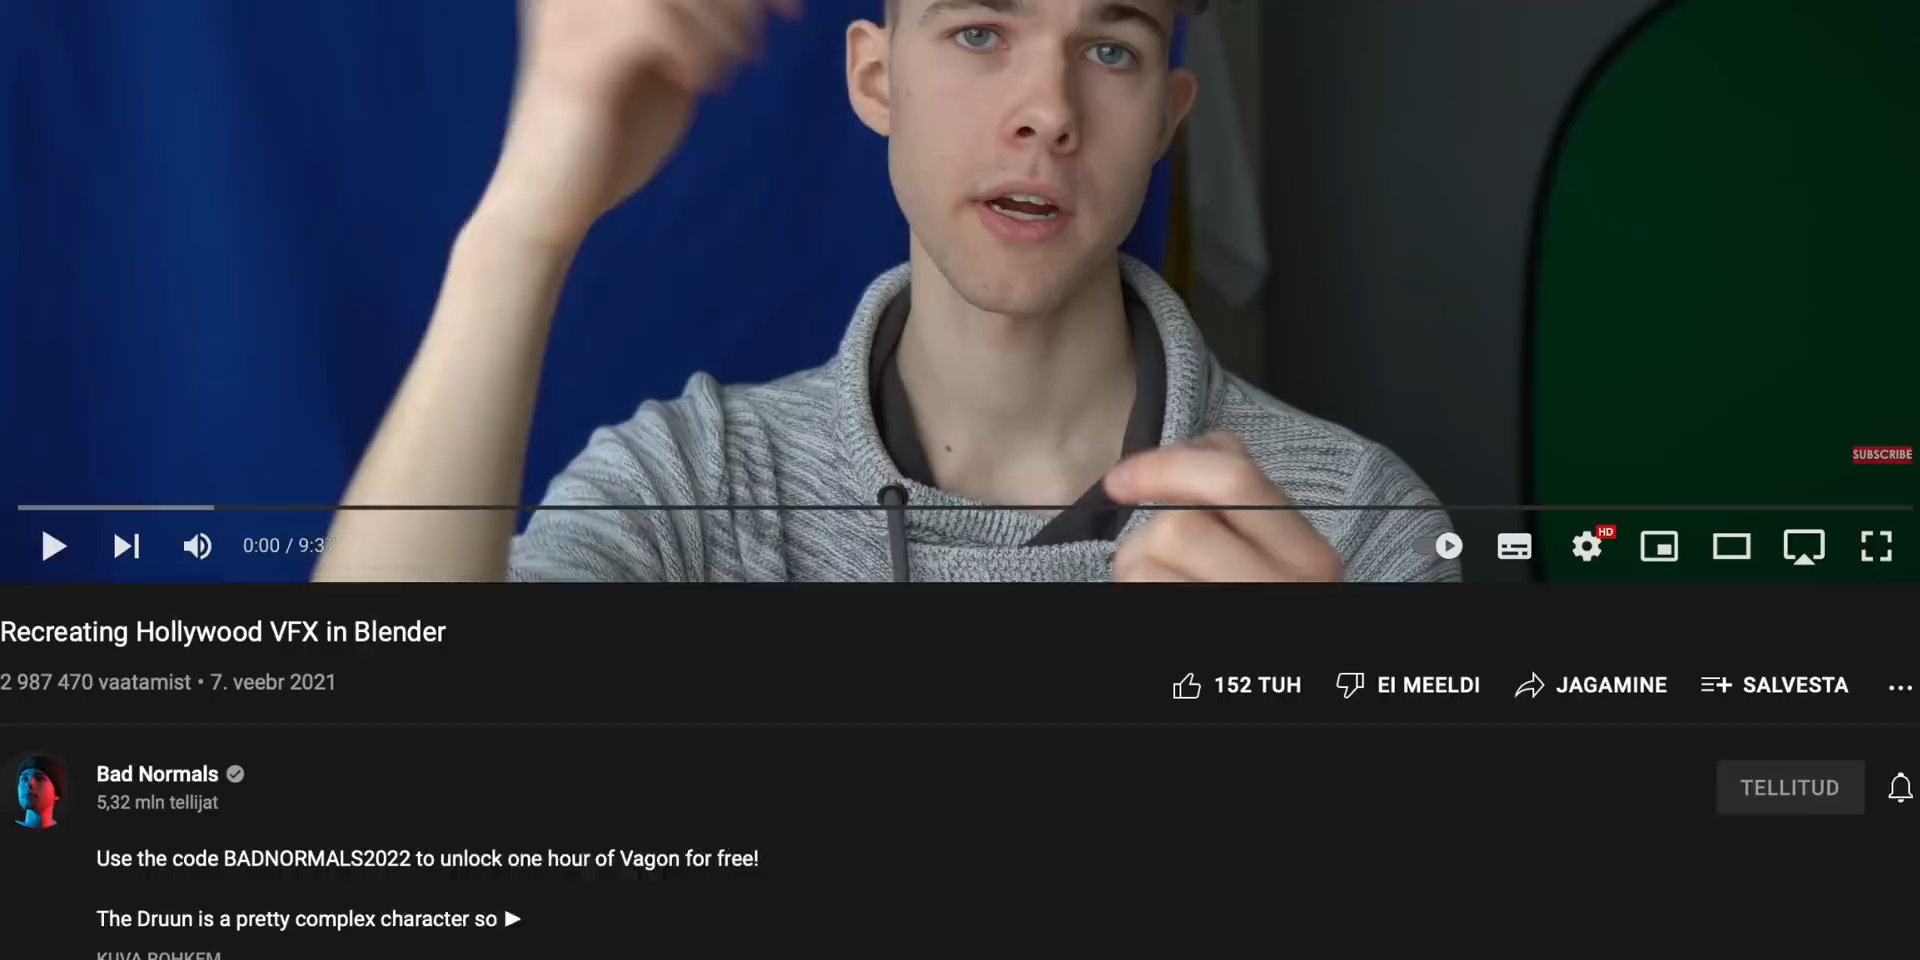 SUBSCRIBE
0:00 / 9:37
HD
Recreating Hollywood VFX in Blender
2 987 470 vaatamist • 7. veebr 2021
152 TUH
EI MEELDI
JAGAMINE
SALVESTA
Bad Normals
5,32 mln tellijat
TELLITUD
Use the code BADNORMALS2022 to unlock one hour of Vagon for free!
The Druun is a pretty complex character so ►
KUVA ROHKEM